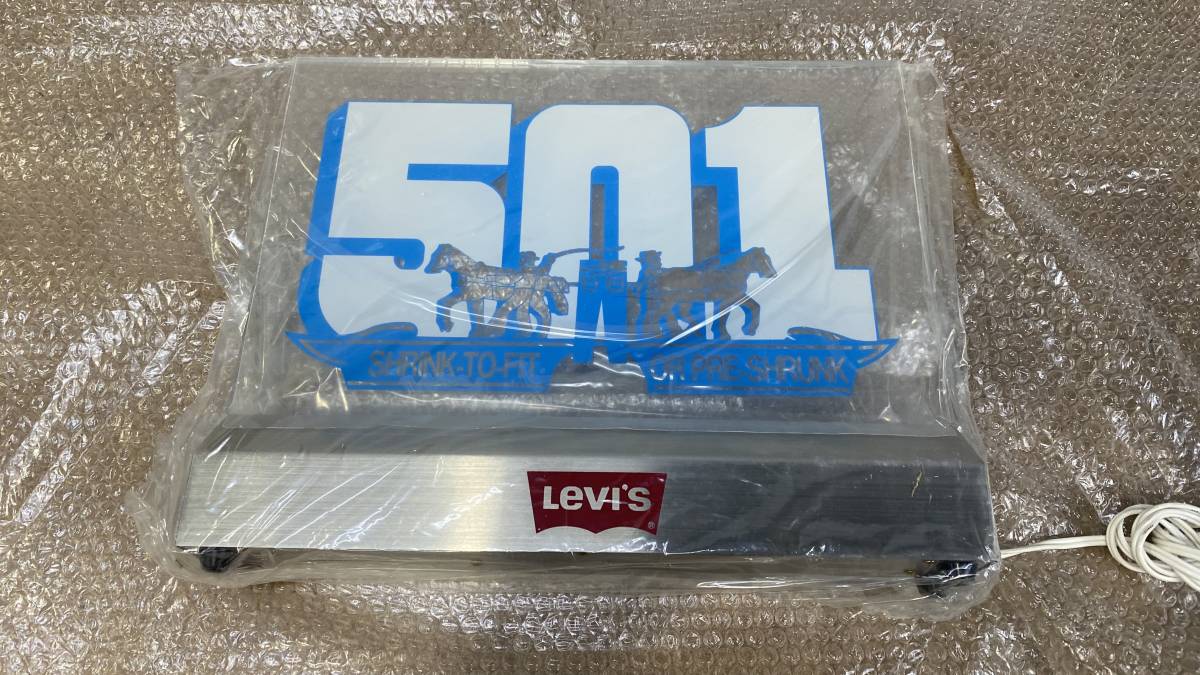 501
SHRINK-TO-FIT OR PRE-SHRUNK
LEVI'S ®